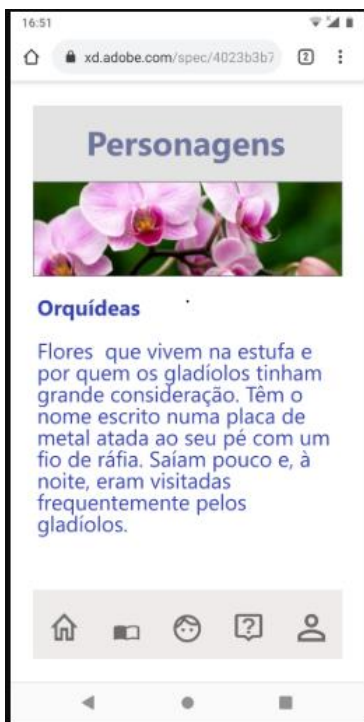 16:51
xd.adobe.com/spec/4023b3b7
2
Personagens
Orquídeas
Flores  que vivem na estufa e
por quem os gladíolos tinham
grande consideração. Têm o
nome escrito numa placa de
metal atada ao seu pé com um
fio de ráfia. Saíam pouco e, à
noite, eram visitadas
frequentemente pelos
gladíolos.
?